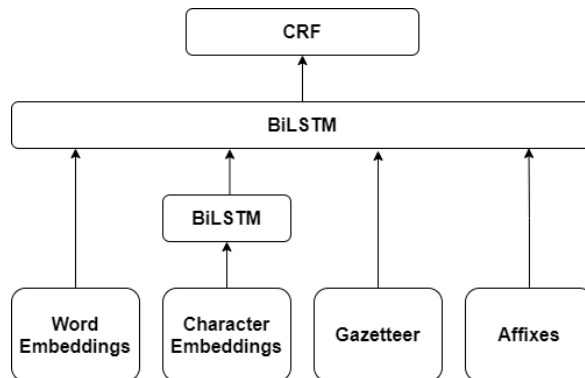 CRF
BiLSTM
BiLSTM
Word
Embeddings
Character
Embeddings
Gazetteer
Affixes